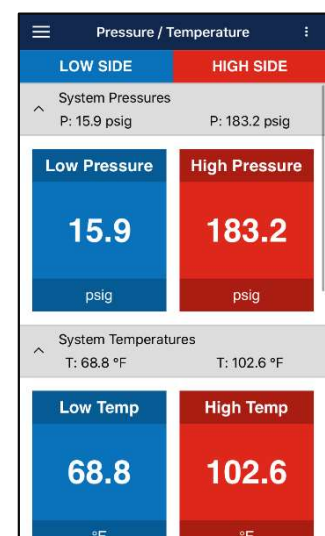 Pressure / Temperature
LOW SIDE HIGH SIDE
System Pressures
P: 15.9 psig P: 183.2 psig
Low Pressure High Pressure
15.9 183.2
psig psig
System Temperatures
T: 68.8 °F T: 102.6 °F
Low Temp High Temp
68.8 102.6
°F °F